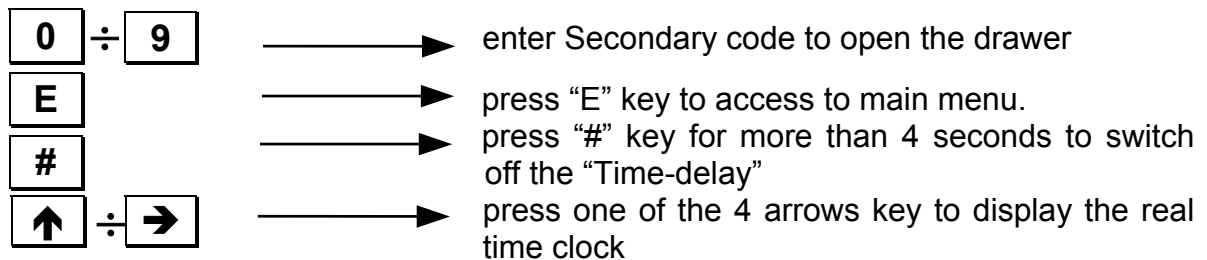 0 ÷ 9 enter Secondary code to open the drawer
E press “E” key to access to main menu.
# press “#” key for more than 4 seconds to switch
off the “Time-delay”
↑ ÷ → press one of the 4 arrows key to display the real
time clock